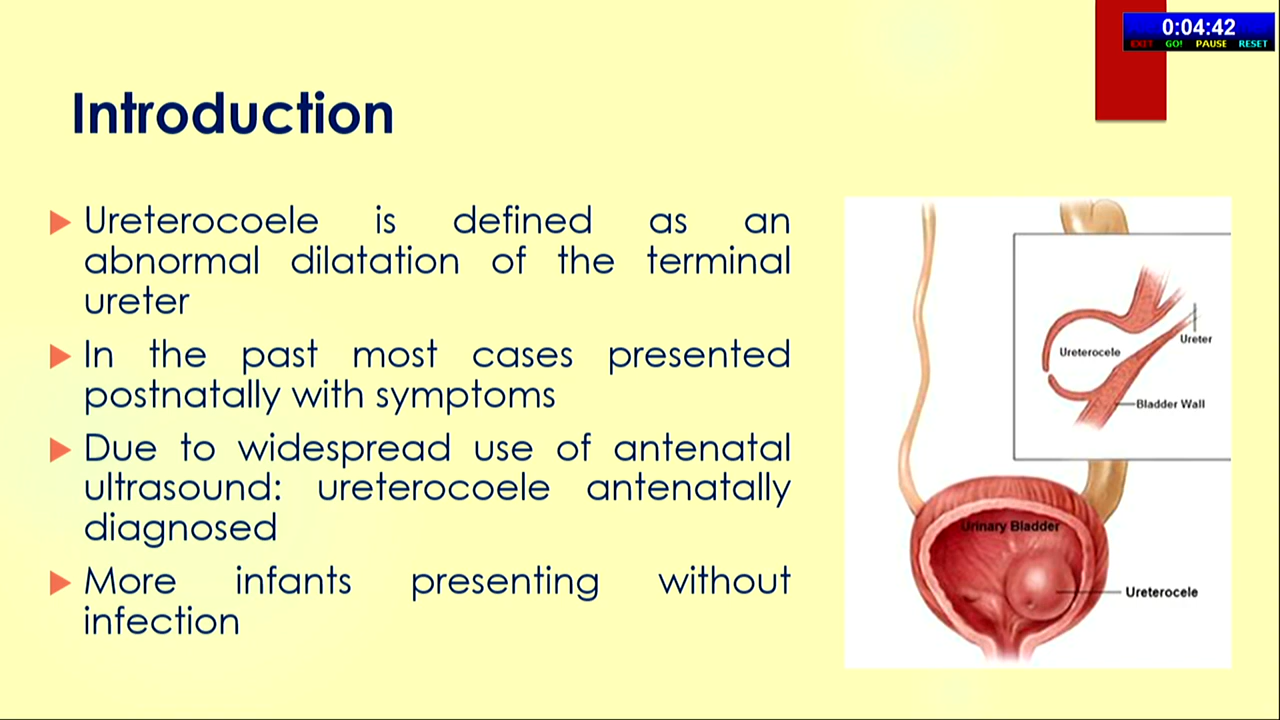 0:04:42
EXIT GO! PAUSE RESET
Introduction
Ureterocoele is defined as an
abnormal dilatation of the terminal
ureter
In the past most cases presented
postnatally with symptoms
Due to widespread use of antenatal
ultrasound: ureterocoele antenatally
diagnosed
More infants presenting without
infection
Ureterocele
Ureter
Bladder Wall
Urinary Bladder
Ureterocele